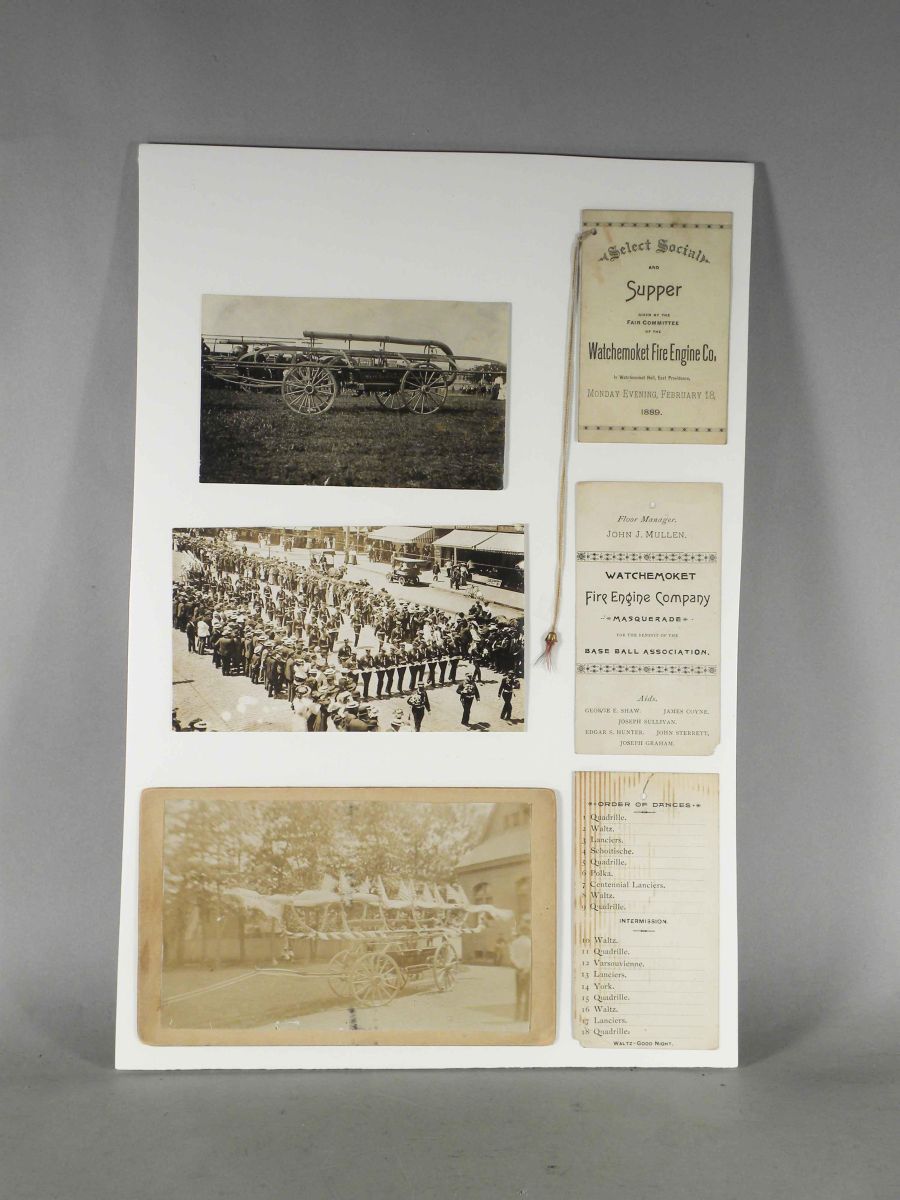 Select Social
AND
Supper
GIVEN BY THE
FAIR COMMITTEE
OF THE
Watchemoket Fire Engine Co.
In Watchemoket Hall, East Providence,
MONDAY EVENING, FEBRUARY 18,
1889.
Floor Manager.
JOHN J. MULLEN.
WATCHEMOKET
Fire Engine Company
MASQUERADE
FOR THE BENEFIT OF THE
BASE BALL ASSOCIATION.
Aids.
GEORGE E. SHAW. JAMES COYNE.
JOSEPH SULLIVAN.
EDGAR S. HUNTER. JOHN STERRETT,
JOSEPH GRAHAM.
ORDER OF DANCES
1 Quadrille.
2 Waltz.
3 Lanciers.
4 Schottische.
5 Quadrille.
6 Polka.
7 Centennial Lanciers.
8 Waltz.
9 Quadrille.
INTERMISSION.
10 Waltz.
11 Quadrille.
12 Varsouvienne.
13 Lanciers.
14 York.
15 Quadrille.
16 Waltz.
17 Lanciers.
18 Quadrille.
WALTZ-GOOD NIGHT.